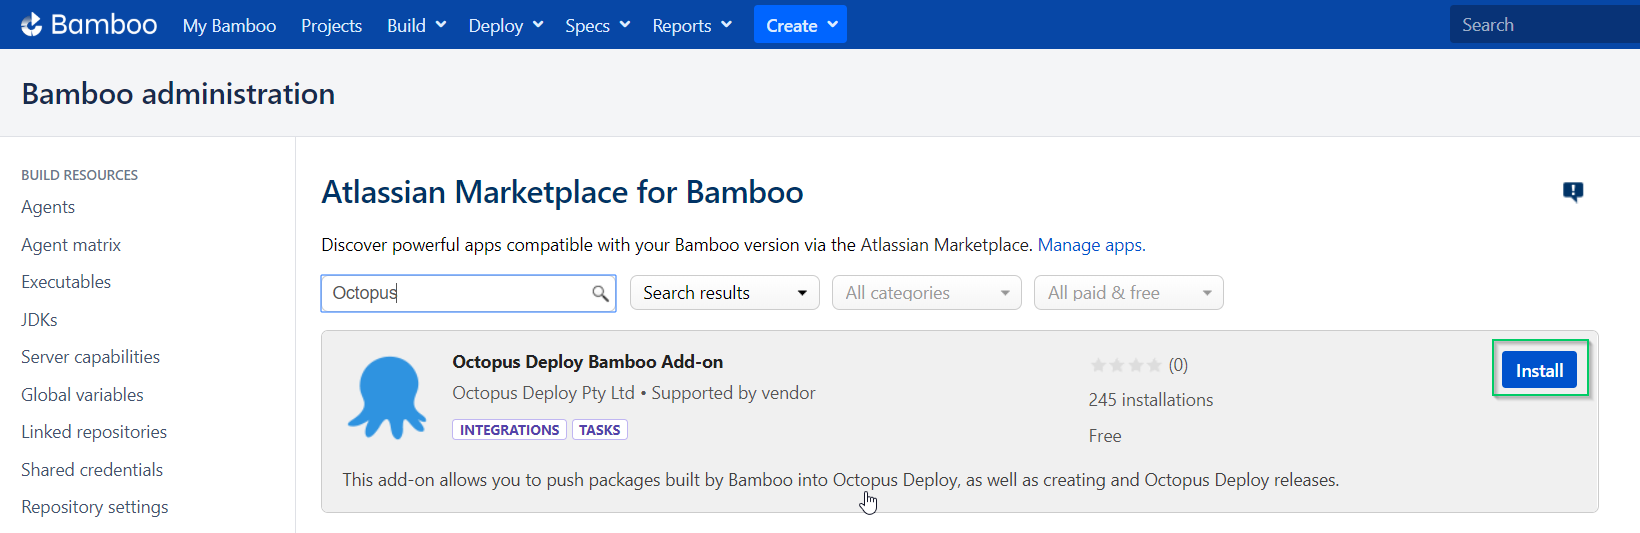 Bamboo My Bamboo Projects Build Deploy Specs Reports Create Search
Bamboo administration
BUILD RESOURCES
Agents
Agent matrix
Executables
JDKs
Server capabilities
Global variables
Linked repositories
Shared credentials
Repository settings
Atlassian Marketplace for Bamboo
Discover powerful apps compatible with your Bamboo version via the Atlassian Marketplace. Manage apps.
Octopus Search results All categories All paid & free
Octopus Deploy Bamboo Add-on
Octopus Deploy Pty Ltd • Supported by vendor
INTEGRATIONS TASKS
(0)
245 installations
Free
Install
This add-on allows you to push packages built by Bamboo into Octopus Deploy, as well as creating and Octopus Deploy releases.